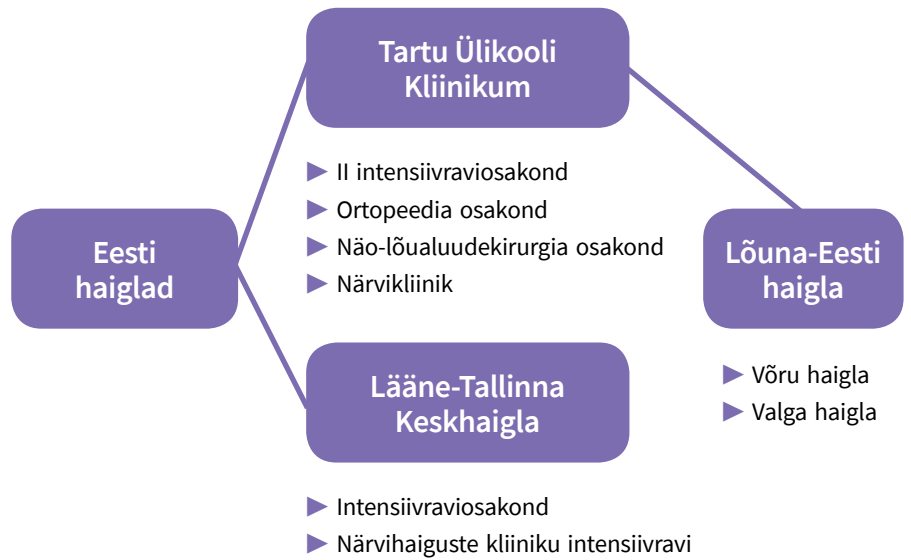 Tartu Ülikooli
Kliinikum
II intensiivraviosakond
Ortopeedia osakond
Näo-lõualuudekirurgia osakond
Närvikliinik
Eesti
haiglad
Lõuna-Eesti
haigla
Võru haigla
Valga haigla
Lääne-Tallinna
Keskhaigla
Intensiivraviosakond
Närvihaiguste kliiniku intensiivravi